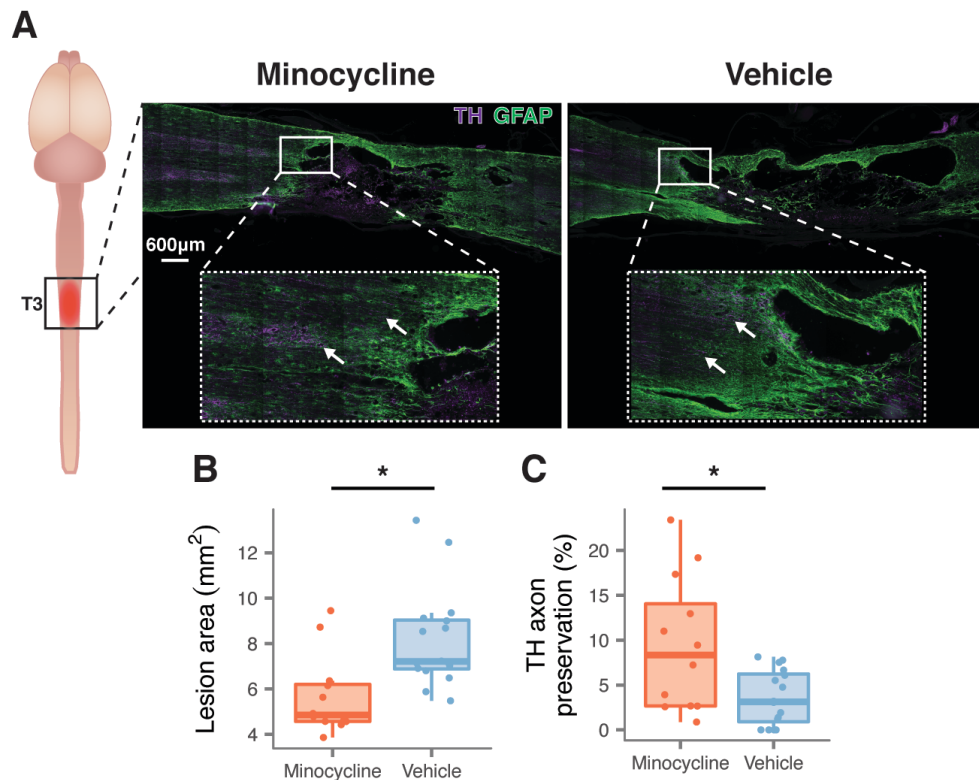 A
Minocycline
Vehicle
TH GFAP
600µm
T3
B
*
Lesion area (mm²)
12
10
8
6
4
Minocycline
Vehicle
C
*
TH axon
preservation (%)
20
15
10
5
0
Minocycline
Vehicle